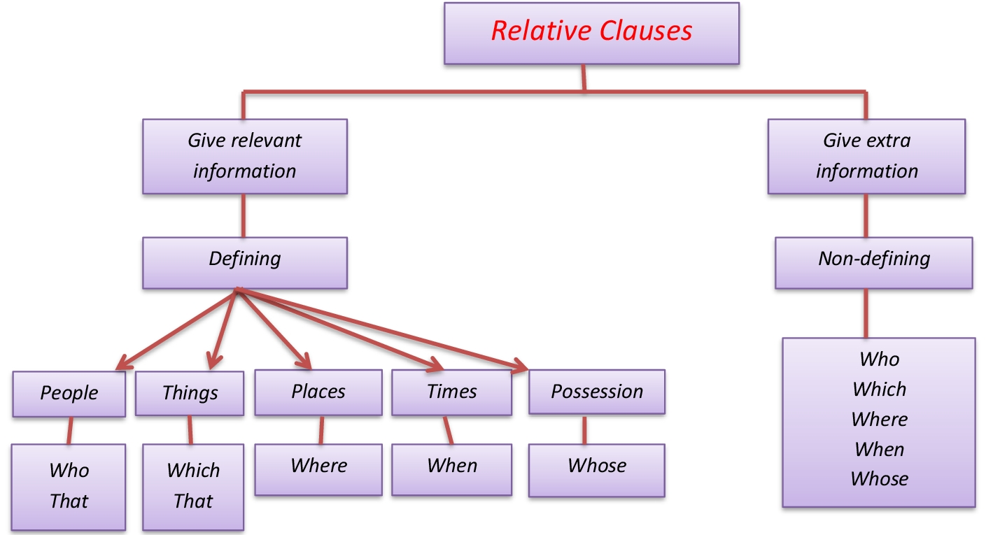 Relative Clauses
Give relevant
information
Give extra
information
Defining
Non-defining
People
Things
Places
Times
Possession
Who
That
Which
That
Where
When
Whose
Who
Which
Where
When
Whose